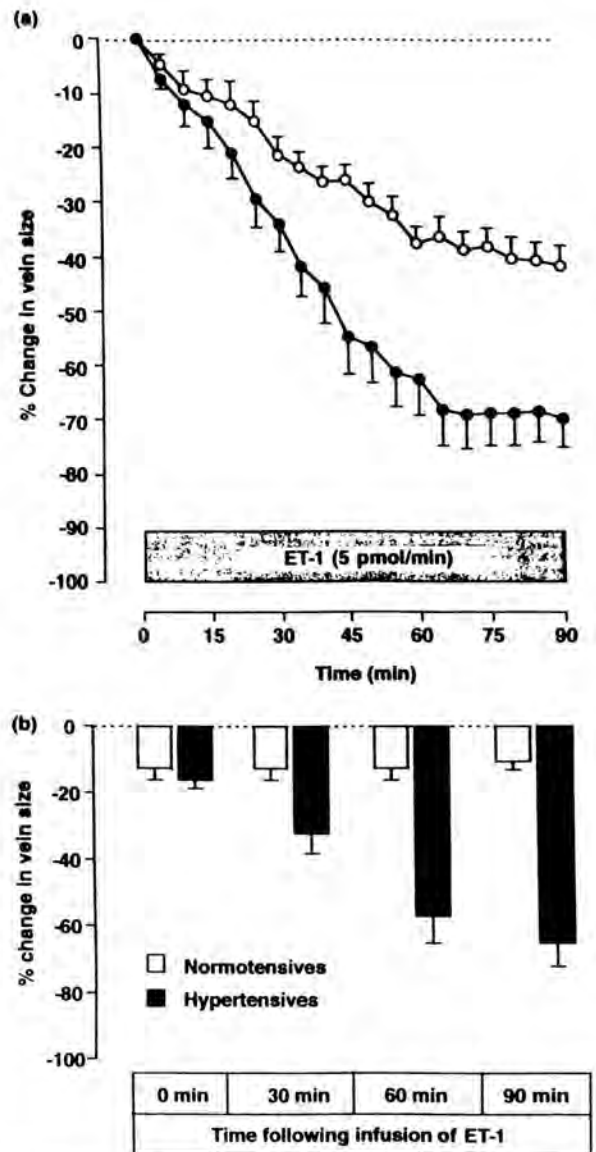 (a)
0
-10
-20
-30
-40
-50
-60
-70
-80
-90
-100
% Change in vein size
ET-1 (5 pmol/min)
0 15 30 45 60 75 90
Time (min)
(b)
0
-20
-40
-60
-80
-100
% change in vein size
Normotensives
Hypertensives
0 min 30 min 60 min 90 min
Time following infusion of ET-1